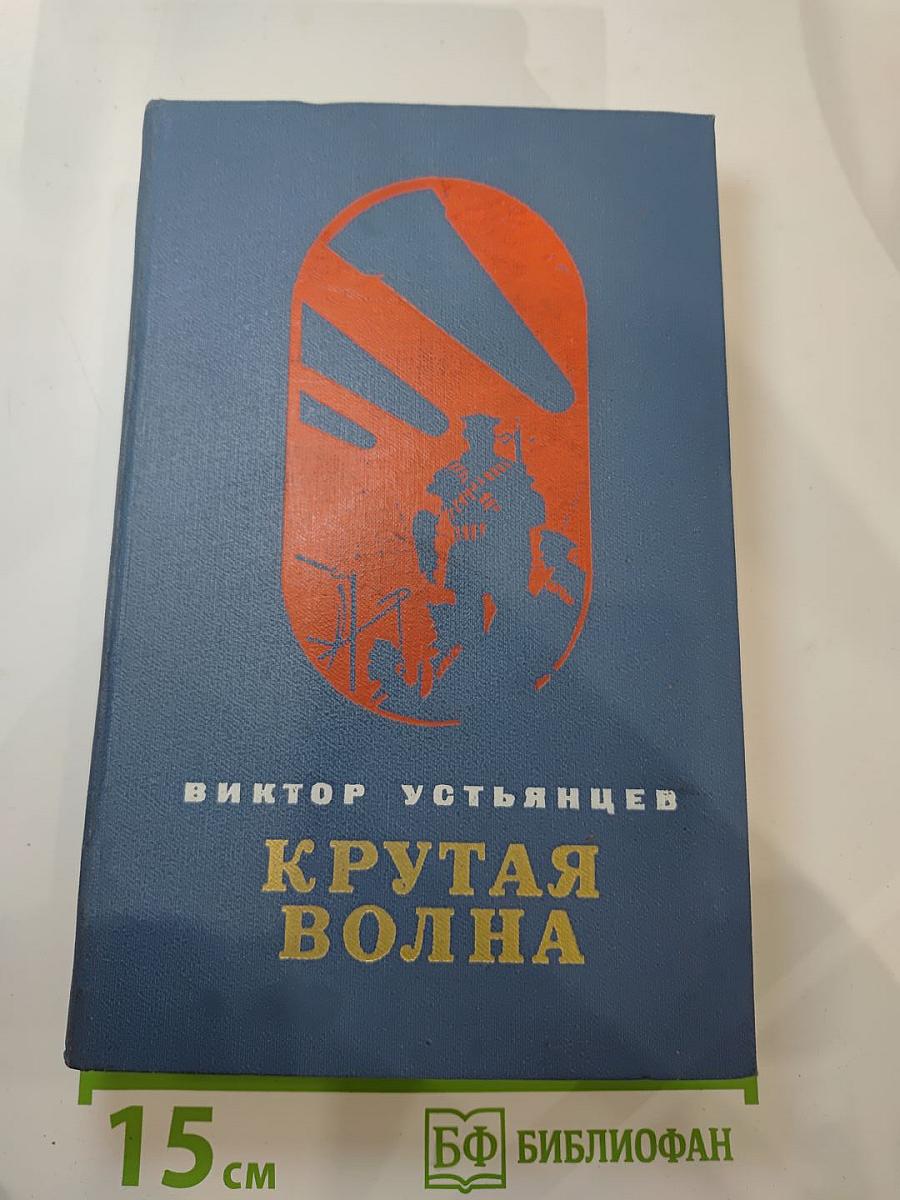 ВИКТОР УСТЬЯНЦЕВ
КРУТАЯ
ВОЛНА
15 см
БФ БИБЛИОФАН